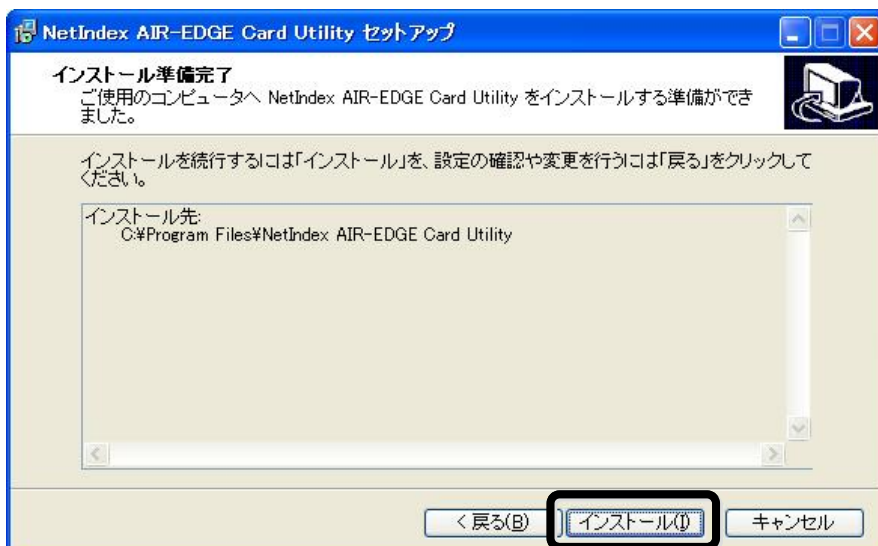 NetIndex AIR-EDGE Card Utility セットアップ
インストール準備完了
ご使用のコンピュータへ NetIndex AIR-EDGE Card Utility をインストールする準備ができ
ました。
インストールを続行するには「インストール」を、設定の確認や変更を行うには「戻る」をクリックして
ください。
インストール先:
C:¥Program Files¥NetIndex AIR-EDGE Card Utility
< 戻る(B)
インストール(I)
キャンセル